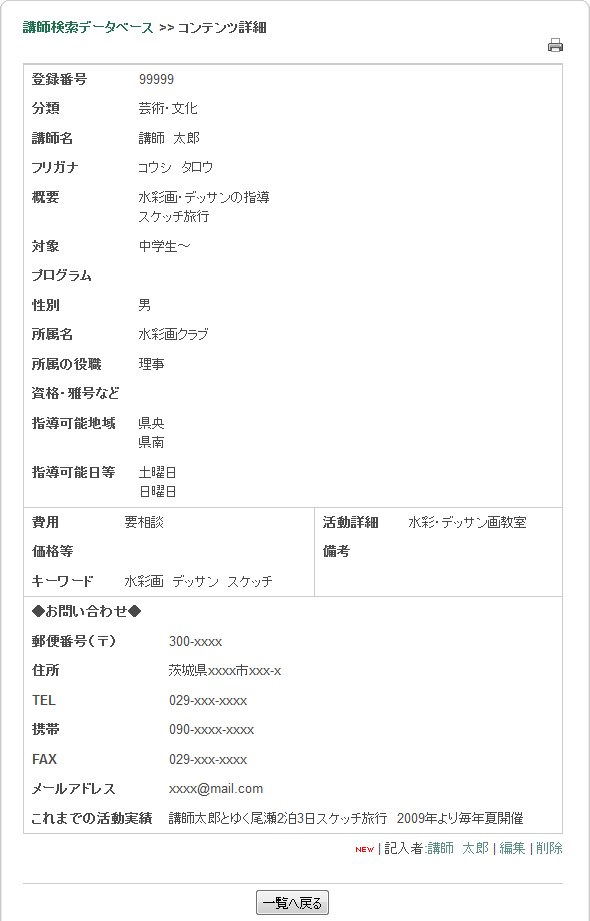 講師検索データベース >> コンテンツ詳細
登録番号 99999
分類 芸術・文化
講師名 講師　太郎
フリガナ コウシ　タロウ
概要 水彩画・デッサンの指導
スケッチ旅行
対象 中学生～
プログラム
性別 男
所属名 水彩画クラブ
所属の役職 理事
資格・雅号など
指導可能地域 県央
県南
指導可能日等 土曜日
日曜日
費用 要相談
価格等
キーワード 水彩画　デッサン　スケッチ
活動詳細 水彩・デッサン画教室
備考
◆お問い合わせ◆
郵便番号（〒） 300-xxxx
住所 茨城県xxxx市xxx-x
TEL 029-xxx-xxxx
携帯 090-xxxx-xxxx
FAX 029-xxx-xxxx
メールアドレス xxxx@mail.com
これまでの活動実績 講師太郎とゆく尾瀬2泊3日スケッチ旅行　2009年より毎年夏開催
NEW | 記入者:講師　太郎 | 編集 | 削除
一覧へ戻る